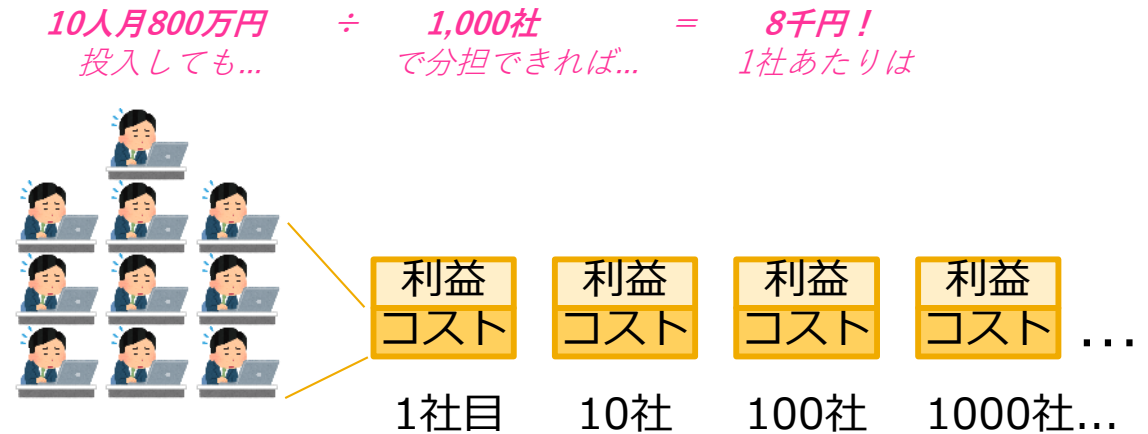 10人月800万円 ÷ 1,000社 = 8千円！
投入しても... で分担できれば... 1社あたりは
利益 利益 利益 利益
コスト コスト コスト コスト ...
1社目 10社 100社 1000社...